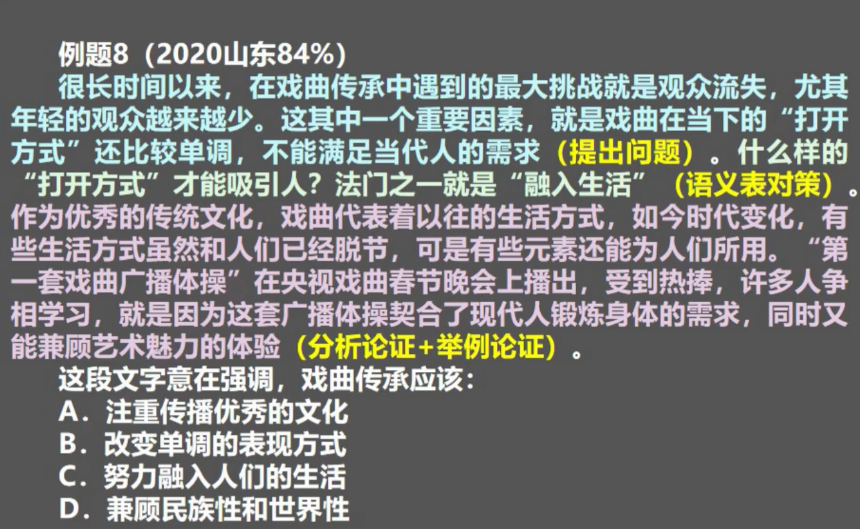 例题8（2020山东84%）
很长时间以来，在戏曲传承中遇到的最大挑战就是观众流失，尤其
年轻的观众越来越少。这其中一个重要因素，就是戏曲在当下的“打开
方式”还比较单调，不能满足当代人的需求（提出问题）。什么样的
“打开方式”才能吸引人？法门之一就是“融入生活”（语义表对策）。
作为优秀的传统文化，戏曲代表着以往的生活方式，如今时代变化，有
些生活方式虽然和人们已经脱节，可是有些元素还能为人们所用。“第
一套戏曲广播体操”在央视戏曲春节晚会上播出，受到热捧，许多人争
相学习，就是因为这套广播体操契合了现代人锻炼身体的需求，同时又
能兼顾艺术魅力的体验（分析论证+举例论证）。
这段文字意在强调，戏曲传承应该：
A．注重传播优秀的文化
B．改变单调的表现方式
C．努力融入人们的生活
D．兼顾民族性和世界性